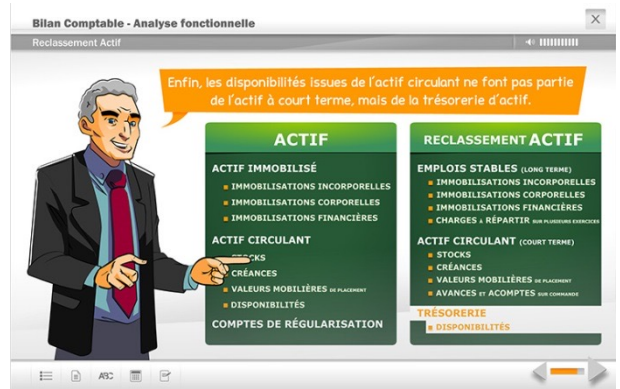 Bilan Comptable - Analyse fonctionnelle
Reclassement Actif
Enfin, les disponibilités issues de l'actif circulant ne font pas partie
de l'actif à court terme, mais de la trésorerie d'actif.
ACTIF
ACTIF IMMOBILISÉ
IMMOBILISATIONS INCORPORELLES
IMMOBILISATIONS CORPORELLES
IMMOBILISATIONS FINANCIÈRES
ACTIF CIRCULANT
STOCKS
CRÉANCES
VALEURS MOBILIÈRES DE PLACEMENT
DISPONIBILITÉS
COMPTES DE RÉGULARISATION
RECLASSEMENT ACTIF
EMPLOIS STABLES (LONG TERME)
IMMOBILISATIONS INCORPORELLES
IMMOBILISATIONS CORPORELLES
IMMOBILISATIONS FINANCIÈRES
CHARGES À RÉPARTIR SUR PLUSIEURS EXERCICES
ACTIF CIRCULANT (COURT TERME)
STOCKS
CRÉANCES
VALEURS MOBILIÈRES DE PLACEMENT
AVANCES ET ACOMPTES SUR COMMANDE
TRÉSORERIE
DISPONIBILITÉS
ABC